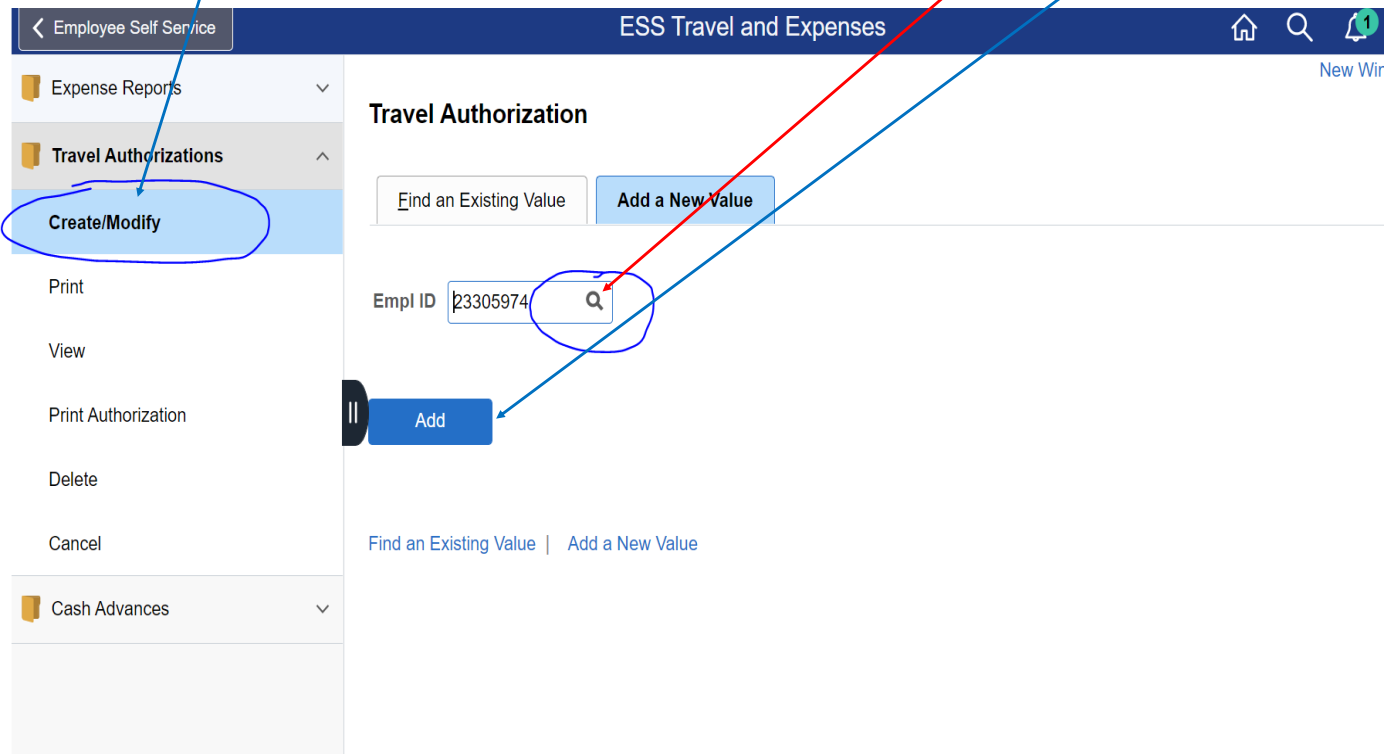 Employee Self Service
ESS Travel and Expenses
1
New Wir
Expense Reports
Travel Authorizations
Create/Modify
Print
View
Print Authorization
Delete
Cancel
Cash Advances
Travel Authorization
Find an Existing Value
Add a New Value
Empl ID 23305974
Add
Find an Existing Value | Add a New Value